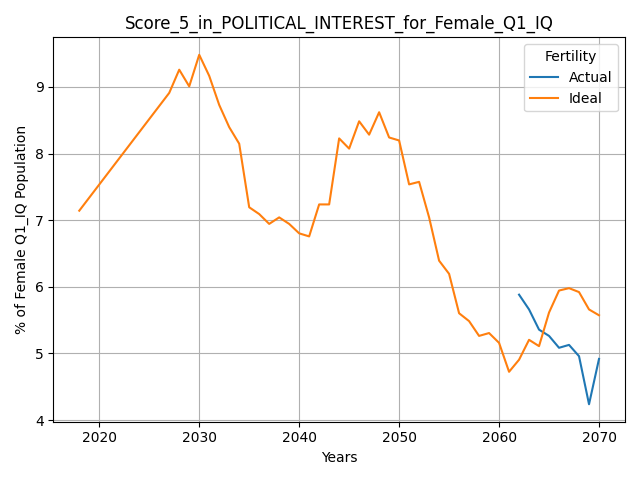 Score_5_in_POLITICAL_INTEREST_for_Female_Q1_IQ
Fertility
Actual
Ideal
% of Female Q1_IQ Population
9
8
7
6
5
4
2020 2030 2040 2050 2060 2070
Years